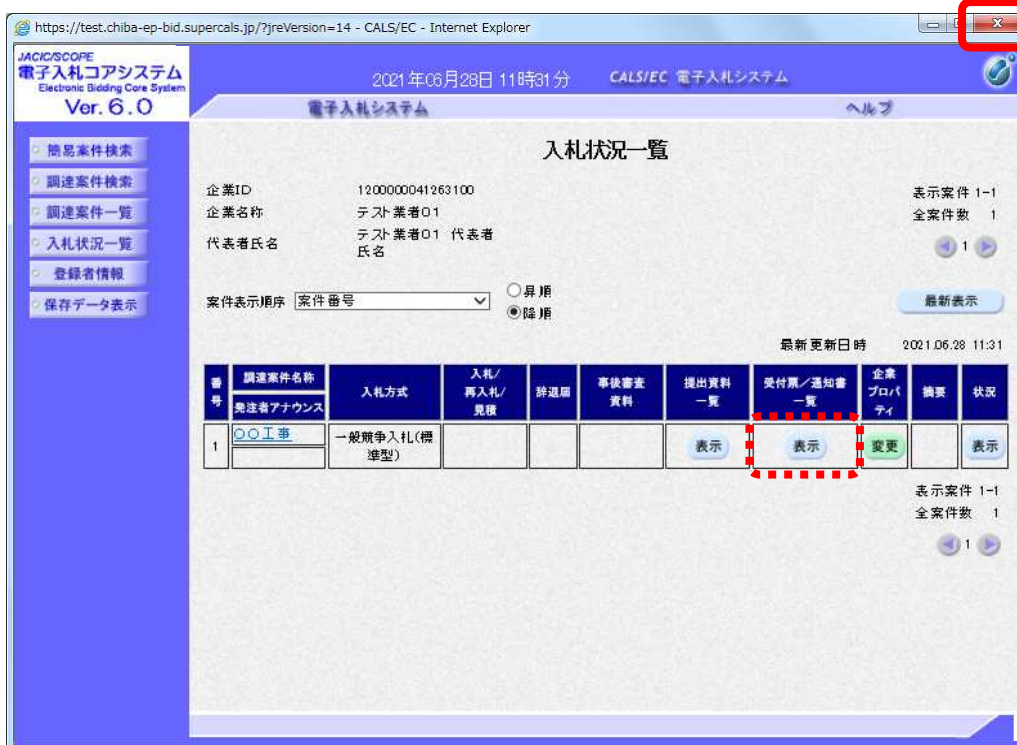 https://test.chiba-ep-bid.supercals.jp/?jreVersion=14 - CALS/EC - Internet Explorer
JACIC/SCOPE
電子入札コアシステム
Electronic Bidding Core System
Ver. 6.0
2021年06月28日 11時31分
CALS/EC 電子入札システム
電子入札システム
ヘルプ
簡易案件検索
調達案件検索
調達案件一覧
入札状況一覧
登録者情報
保存データ表示
入札状況一覧
企業ID 1200000041263100
企業名称 テスト業者01
代表者氏名 テスト業者01 代表者
氏名
表示案件 1-1
全案件数 1
1
案件表示順序 案件番号
昇順
降順
最新表示
最新更新日時 2021.06.28 11:31
番号
調達案件名称
発注者アナウンス
入札方式
入札/
再入札/
見積
辞退届
事後審査
資料
提出資料
一覧
受付票/通知書
一覧
企業
プロパ
ティ
摘要
状況
1 〇〇工事 一般競争入札(標
準型) 表示 表示 変更 表示
表示案件 1-1
全案件数 1
1